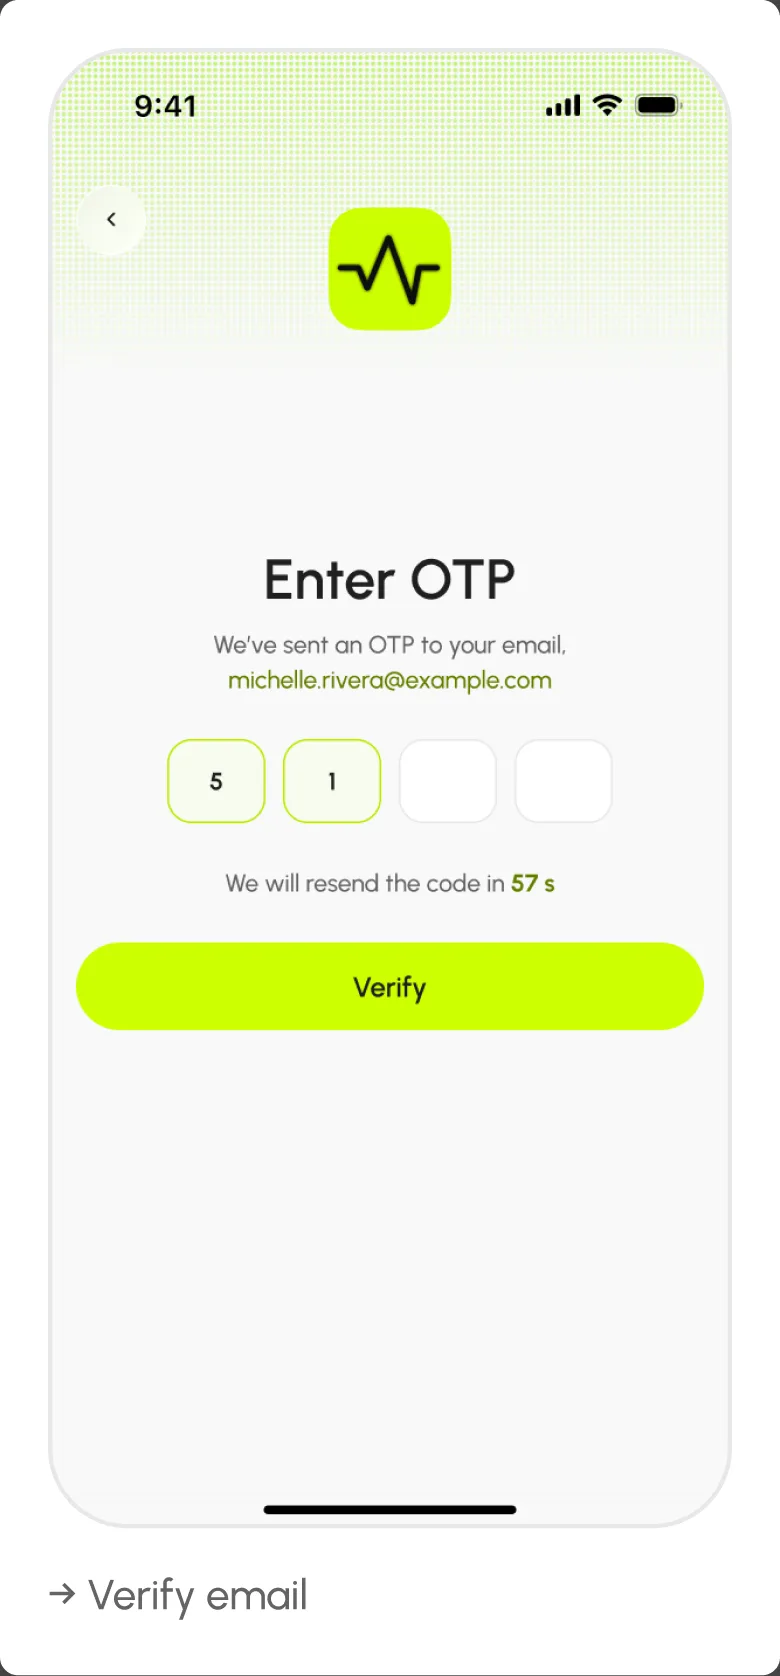 9:41
Enter OTP
We've sent an OTP to your email,
michelle.rivera@example.com
5 1
We will resend the code in 57 s
Verify
→ Verify email